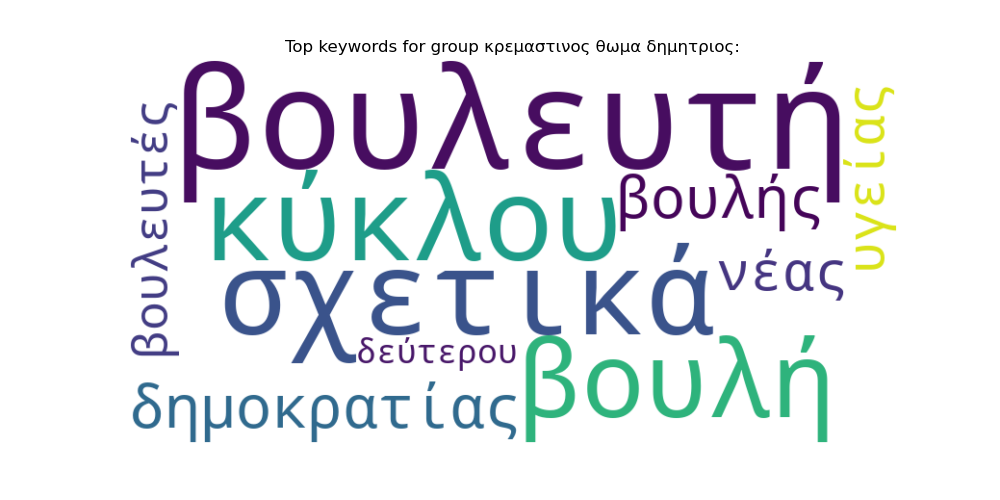 Top keywords for group κρεμαστινος θωμα δημητριος:
βουλευτή
βουλευτές
υγείας
κύκλου
βουλής
σχετικά
νέας
δεύτερου
βουλή
δημοκρατίας